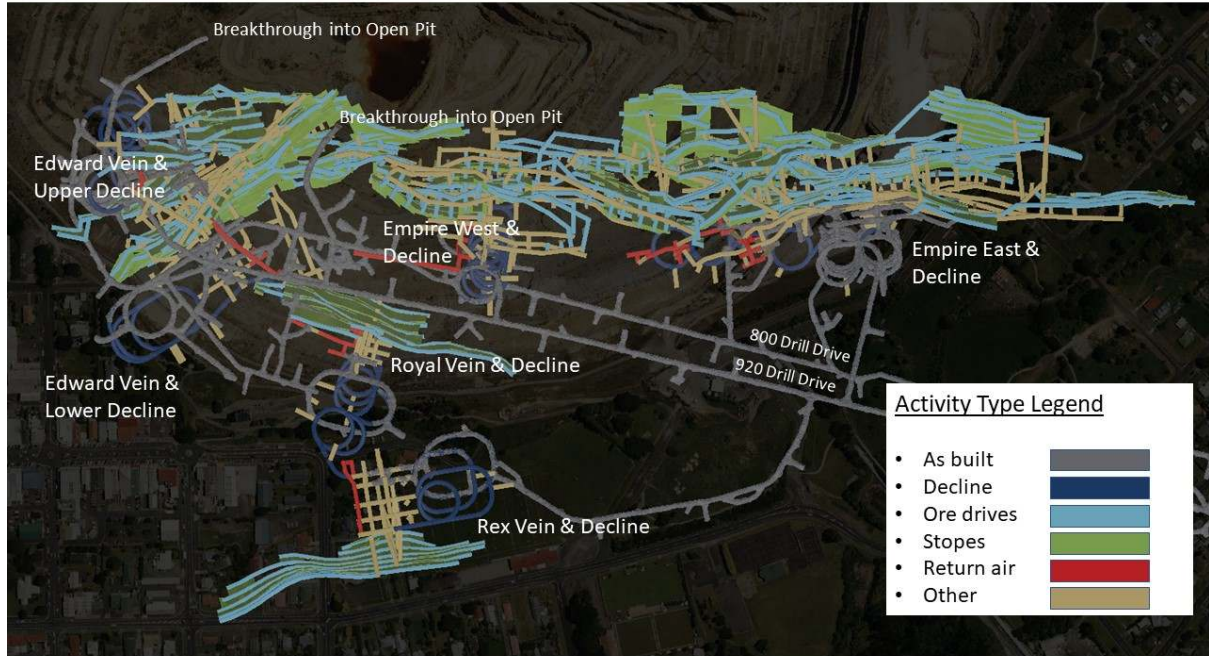 Breakthrough into Open Pit
Breakthrough into Open Pit
Edward Vein &
Upper Decline
Empire West &
Decline
Empire East &
Decline
800 Drill Drive
920 Drill Drive
Royal Vein & Decline
Edward Vein &
Lower Decline
Rex Vein & Decline
Activity Type Legend
• As built
• Decline
• Ore drives
• Stopes
• Return air
• Other